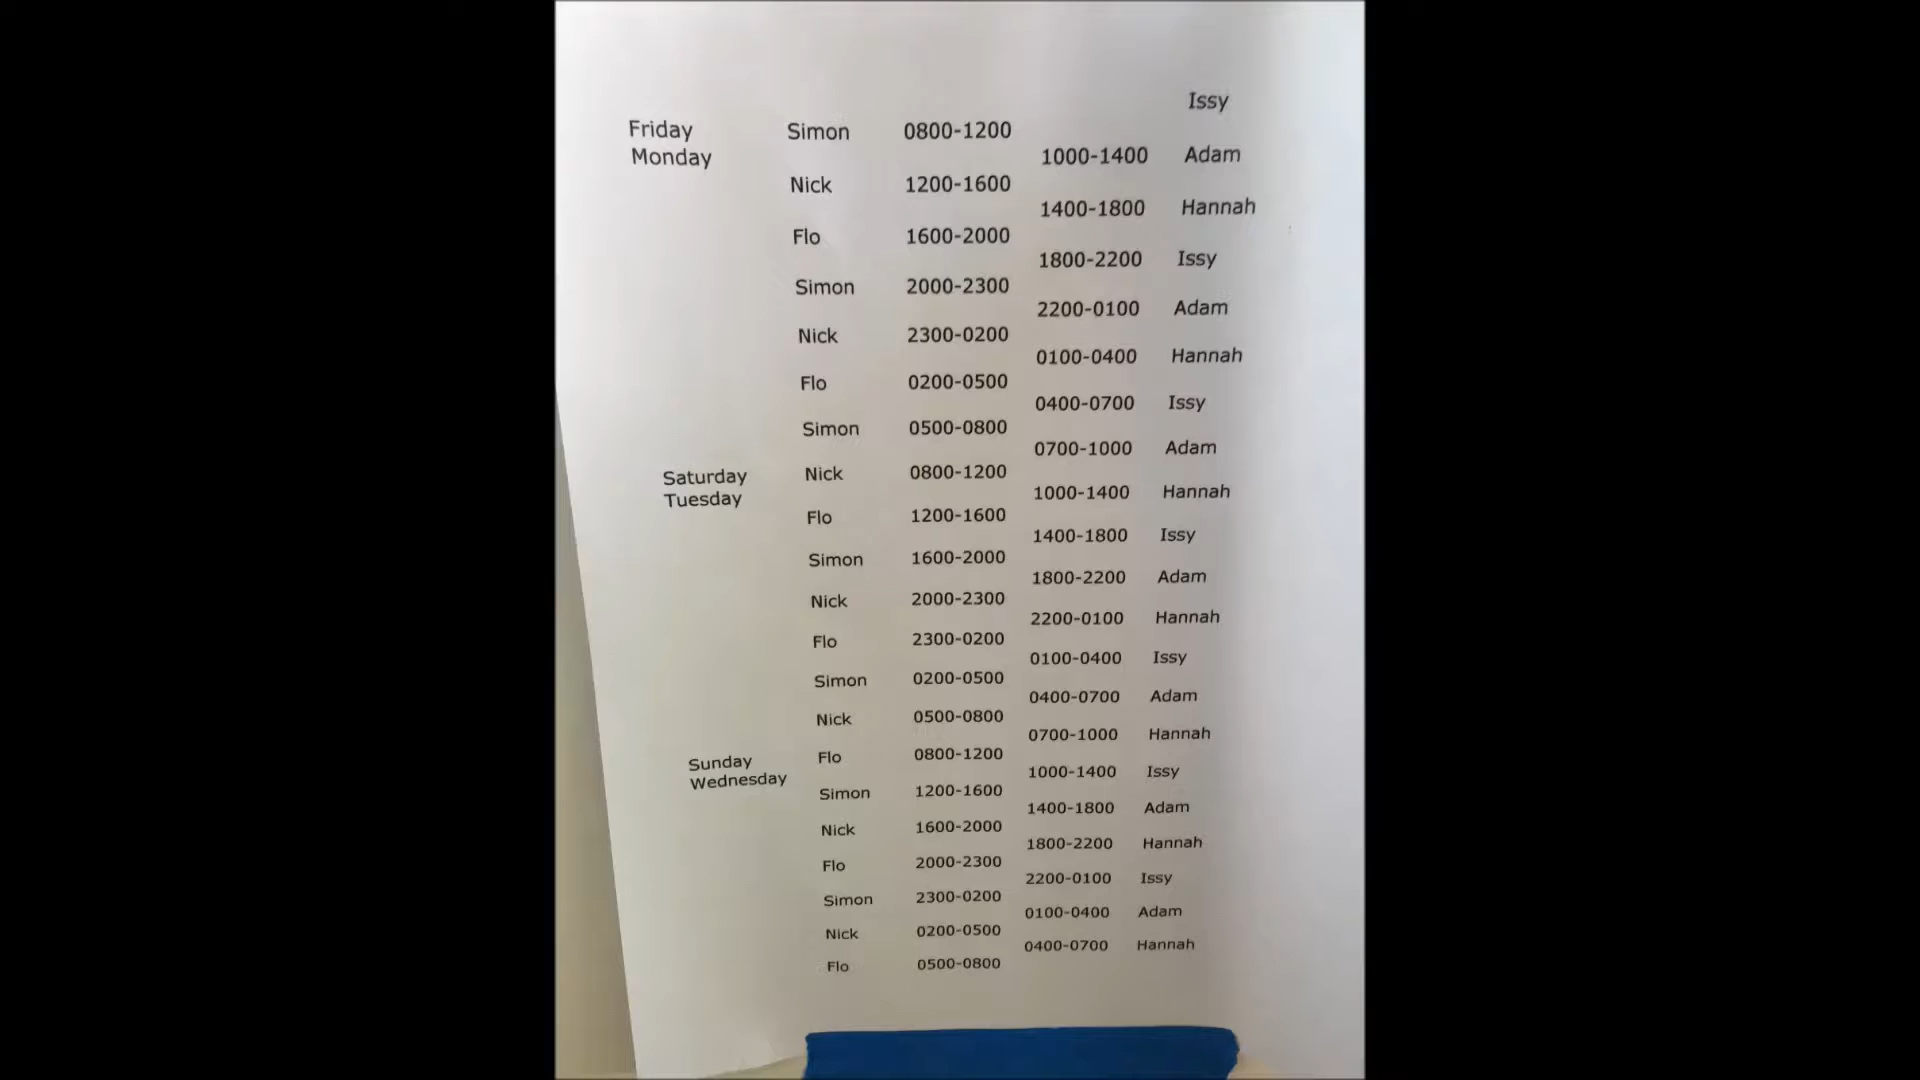 Issy
Friday Simon 0800-1200
Monday 1000-1400 Adam
Nick 1200-1600
1400-1800 Hannah
Flo 1600-2000
1800-2200 Issy
Simon 2000-2300
2200-0100 Adam
Nick 2300-0200
0100-0400 Hannah
Flo 0200-0500
0400-0700 Issy
Simon 0500-0800
0700-1000 Adam
Saturday Nick 0800-1200
Tuesday 1000-1400 Hannah
Flo 1200-1600
1400-1800 Issy
Simon 1600-2000
1800-2200 Adam
Nick 2000-2300
2200-0100 Hannah
Flo 2300-0200
0100-0400 Issy
Simon 0200-0500
0400-0700 Adam
Nick 0500-0800
0700-1000 Hannah
Sunday Flo 0800-1200
Wednesday 1000-1400 Issy
Simon 1200-1600
1400-1800 Adam
Nick 1600-2000
1800-2200 Hannah
Flo 2000-2300
2200-0100 Issy
Simon 2300-0200
0100-0400 Adam
Nick 0200-0500
0400-0700 Hannah
Flo 0500-0800